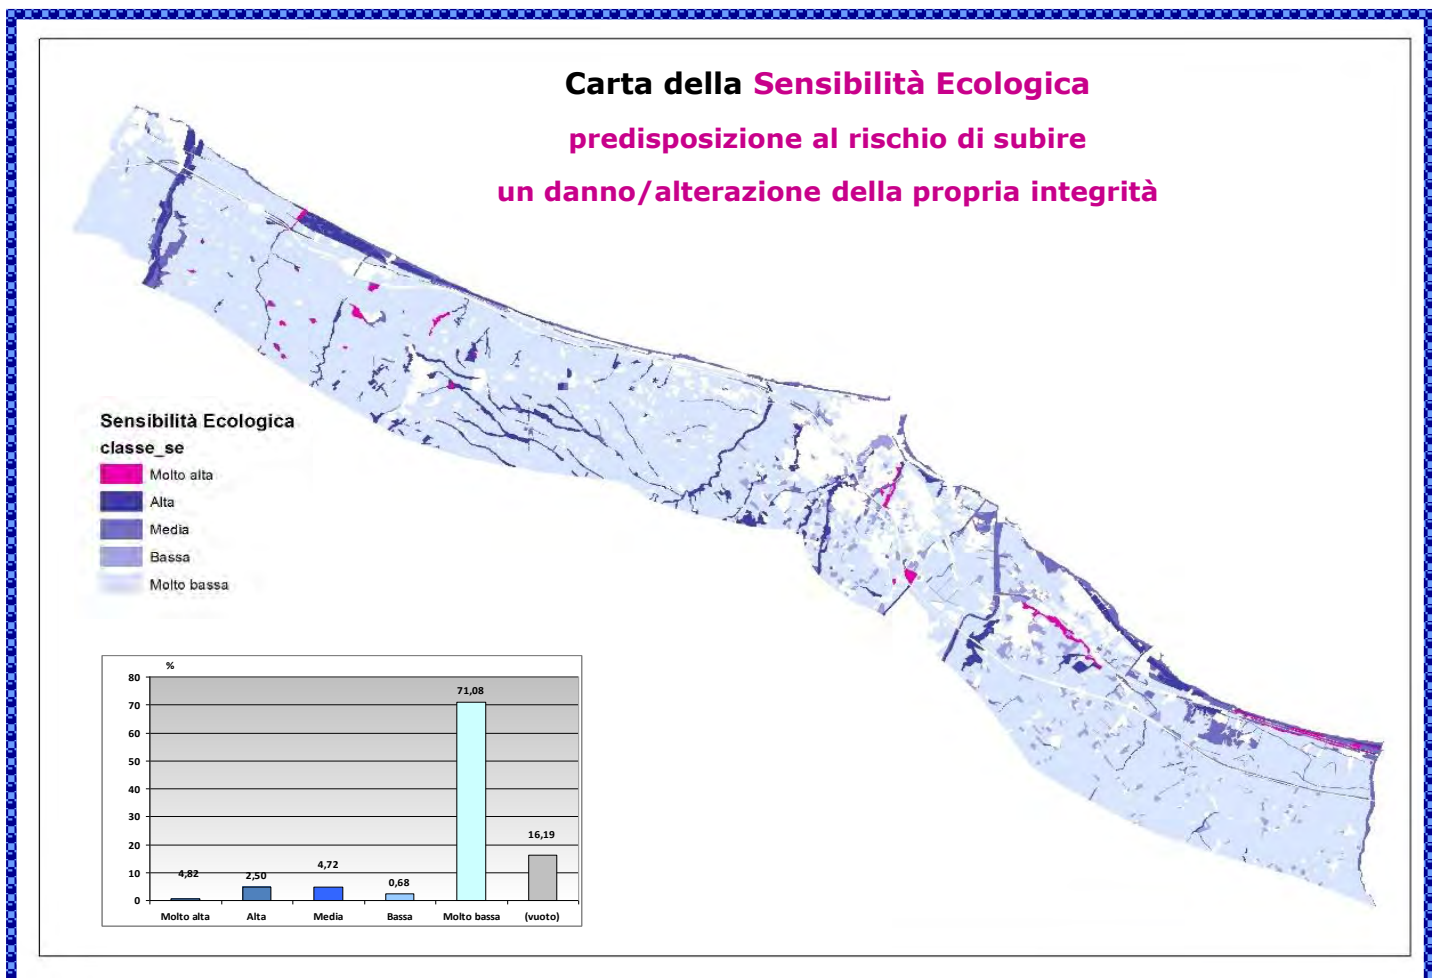 Carta della Sensibilità Ecologica
predisposizione al rischio di subire
un danno/alterazione della propria integrità
Sensibilità Ecologica
classe_se
Molto alta
Alta
Media
Bassa
Molto bassa
%
80
70
60
50
40
30
20
10
0
4,82
2,50
4,72
0,68
71,08
16,19
Molto alta
Alta
Media
Bassa
Molto bassa
(vuoto)